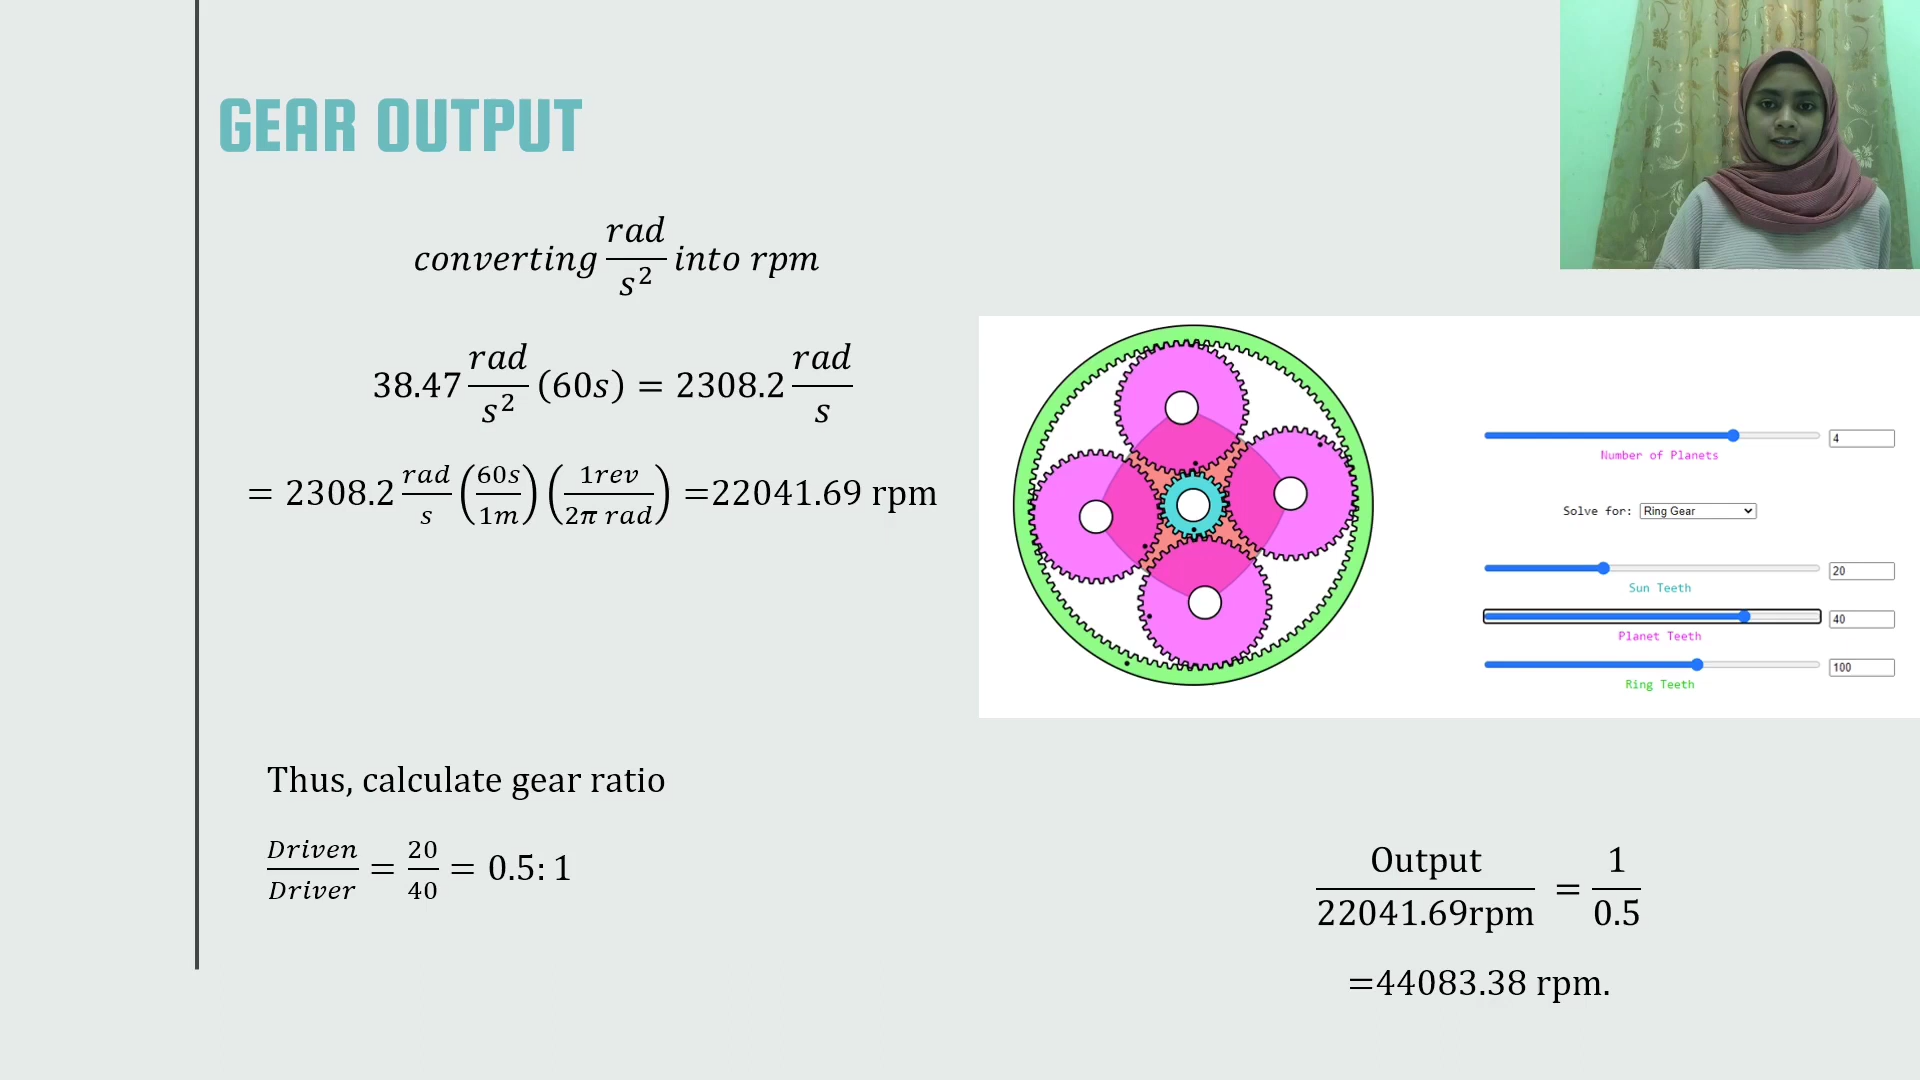 GEAR OUTPUT
converting rad/s² into rpm
38.47 rad/s² (60s) = 2308.2 rad/s
= 2308.2 rad/s (60s/1m) (1rev/2π rad) =22041.69 rpm
4
Number of Planets
Solve for: Ring Gear
20
Sun Teeth
40
Planet Teeth
100
Ring Teeth
Thus, calculate gear ratio
Driven/Driver = 20/40 = 0.5: 1
Output/22041.69rpm = 1/0.5
=44083.38 rpm.